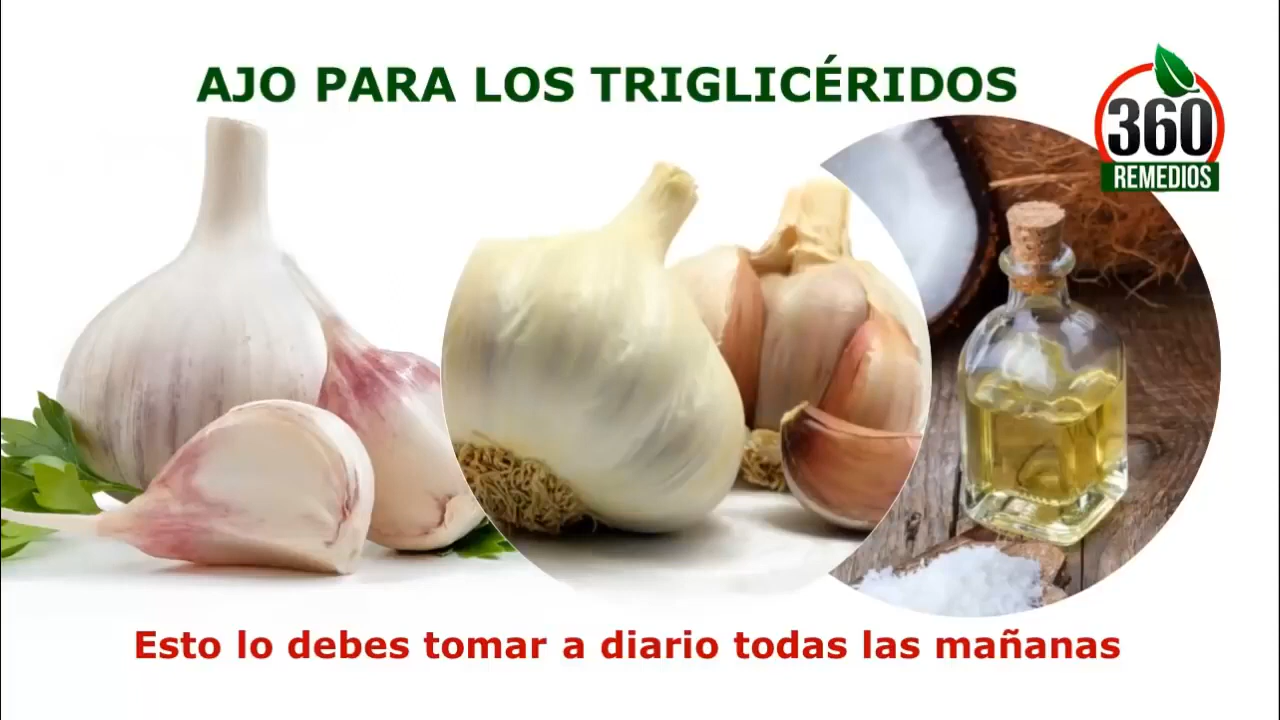 AJO PARA LOS TRIGLICÉRIDOS
360
REMEDIOS
Esto lo debes tomar a diario todas las mañanas